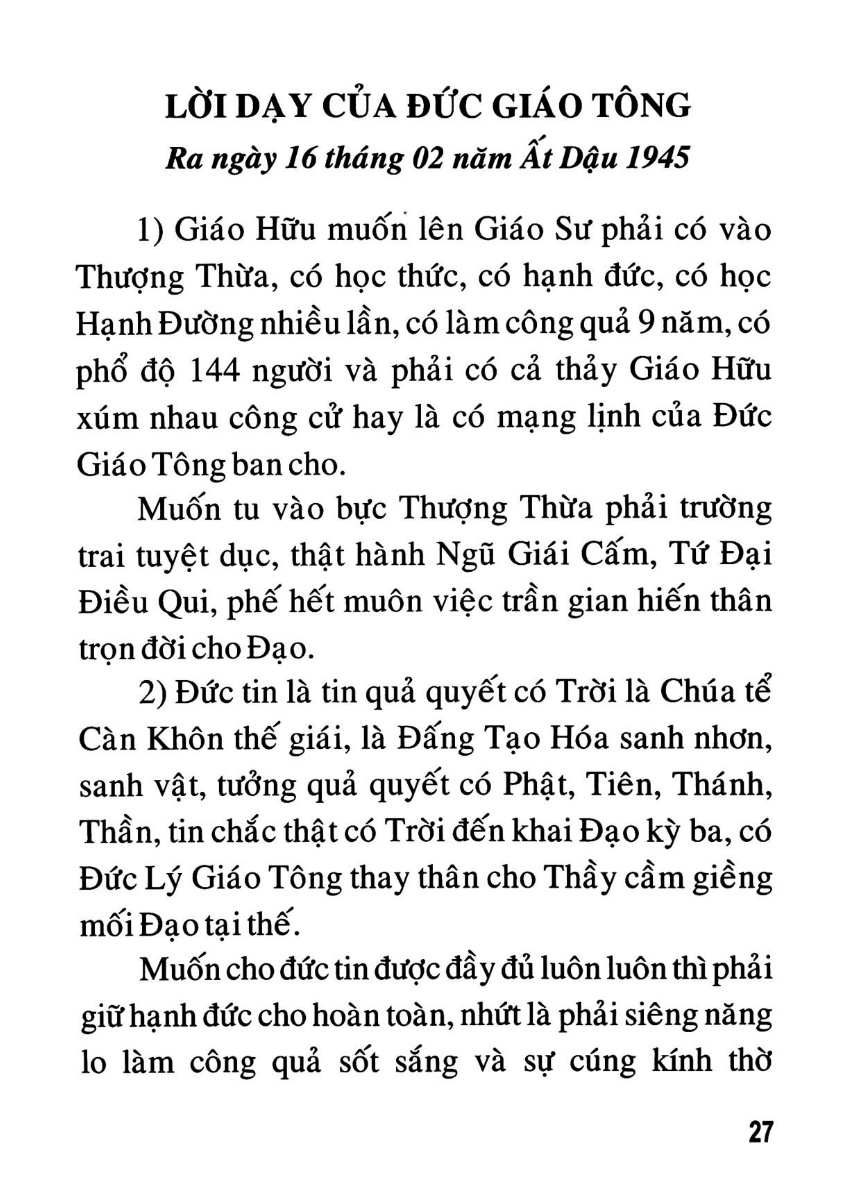 LỜI DẠY CỦA ĐỨC GIÁO TÔNG
Ra ngày 16 tháng 02 năm Ất Dậu 1945
1) Giáo Hữu muốn lên Giáo Sư phải có vào
Thượng Thừa, có học thức, có hạnh đức, có học
Hạnh Đường nhiều lần, có làm công quả 9 năm, có
phổ độ 144 người và phải có cả thảy Giáo Hữu
xúm nhau công cử hay là có mạng lịnh của Đức
Giáo Tông ban cho.
Muốn tu vào bực Thượng Thừa phải trường
trai tuyệt dục, thật hành Ngũ Giái Cấm, Tứ Đại
Điều Qui, phế hết muôn việc trần gian hiến thân
trọn đời cho Đạo.
2) Đức tin là tin quả quyết có Trời là Chúa tể
Càn Khôn thế giái, là Đấng Tạo Hóa sanh nhơn,
sanh vật, tưởng quả quyết có Phật, Tiên, Thánh,
Thần, tin chắc thật có Trời đến khai Đạo kỳ ba, có
Đức Lý Giáo Tông thay thân cho Thầy cầm giềng
mối Đạo tại thế.
Muốn cho đức tin được đầy đủ luôn luôn thì phải
giữ hạnh đức cho hoàn toàn, nhứt là phải siêng năng
lo làm công quả sốt sắng và sự cúng kính thờ
27